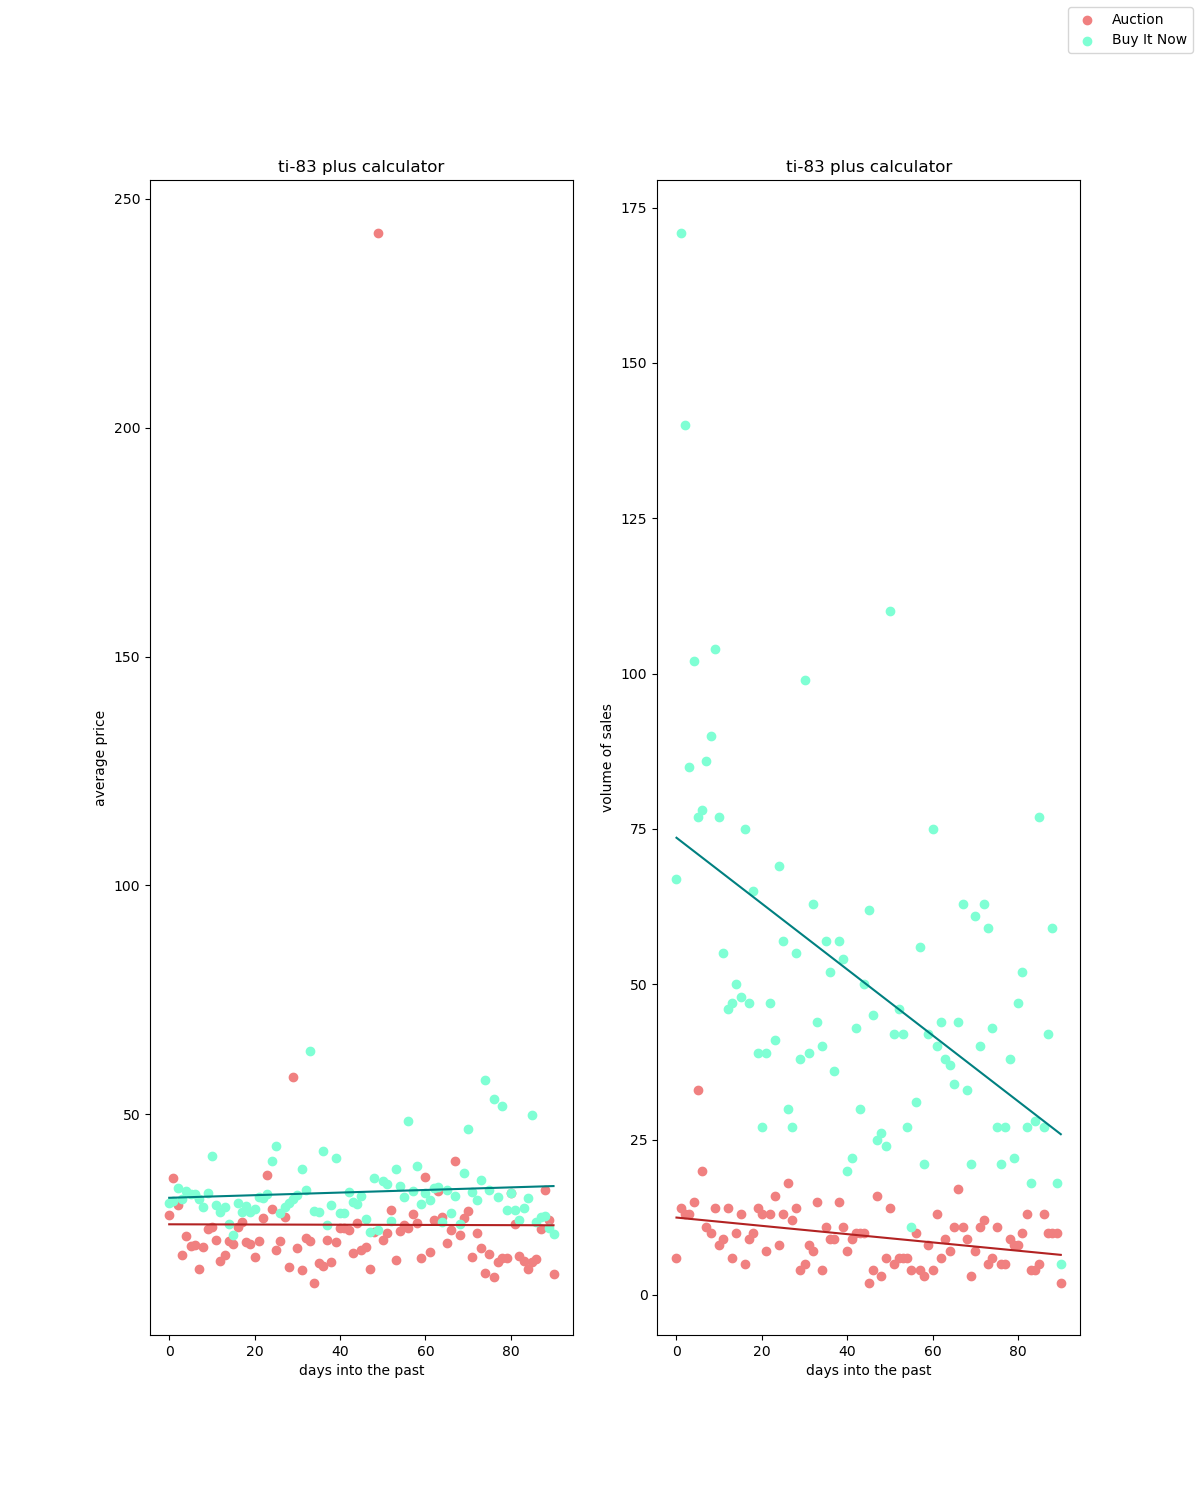 Auction
Buy It Now
ti-83 plus calculator
250
200
150
100
50
average price
0
20
40
60
80
days into the past
ti-83 plus calculator
175
150
125
100
75
50
25
0
volume of sales
0
20
40
60
80
days into the past